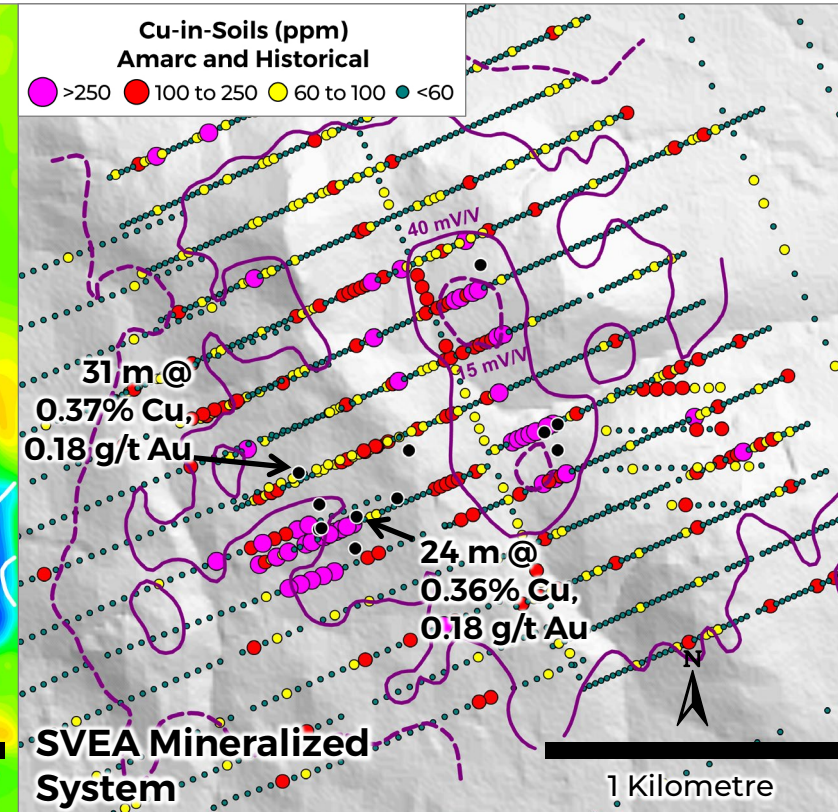 Cu-in-Soils (ppm)
Amarc and Historical
>250 100 to 250 60 to 100 <60
40 mV/V
15 mV/V
31 m @
0.37% Cu,
0.18 g/t Au
24 m @
0.36% Cu,
0.18 g/t Au
N
SVEA Mineralized
System
1 Kilometre